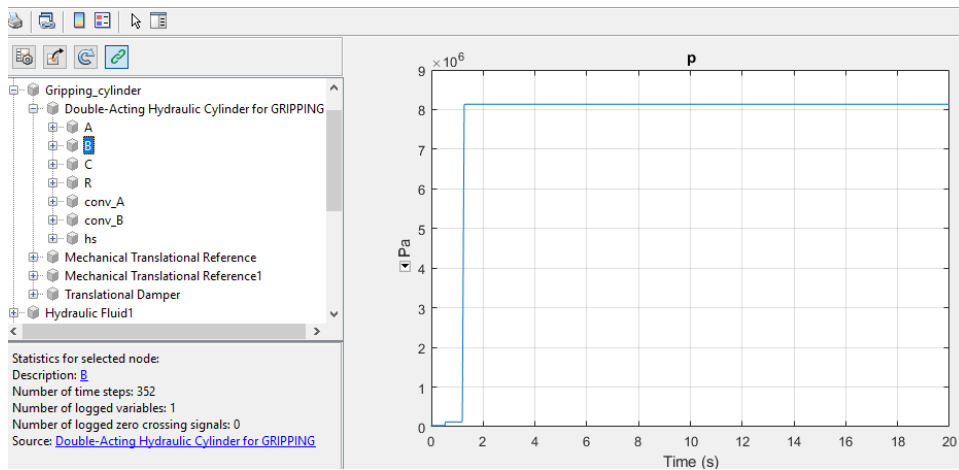 Gripping_cylinder
Double-Acting Hydraulic Cylinder for GRIPPING
A
B
C
R
conv_A
conv_B
hs
Mechanical Translational Reference
Mechanical Translational Reference1
Translational Damper
Hydraulic Fluid1
Statistics for selected node:
Description: B
Number of time steps: 352
Number of logged variables: 1
Number of logged zero crossing signals: 0
Source: Double-Acting Hydraulic Cylinder for GRIPPING
p
×10⁶
9
8
7
6
5
4
3
2
1
0
Pa
0 2 4 6 8 10 12 14 16 18 20
Time (s)